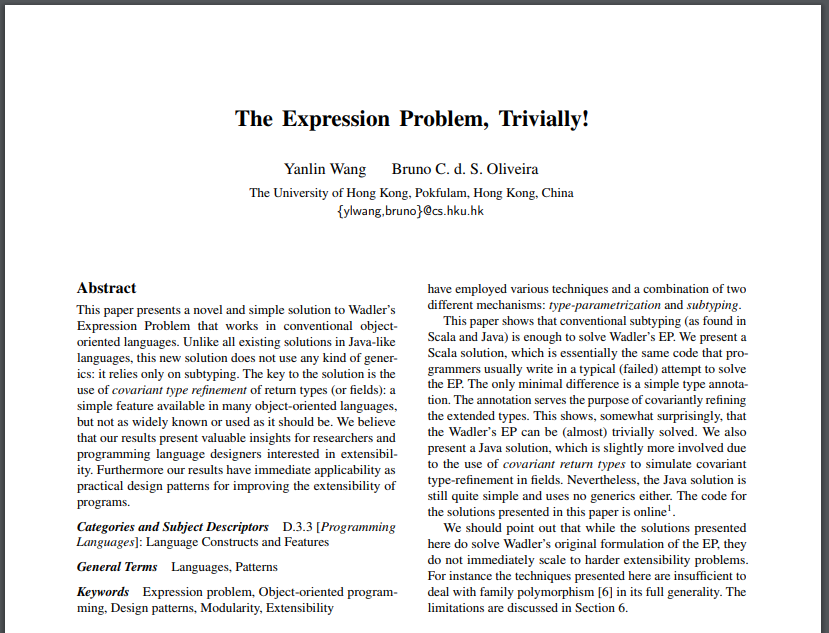 The Expression Problem, Trivially!
Yanlin Wang Bruno C. d. S. Oliveira
The University of Hong Kong, Pokfulam, Hong Kong, China
{ylwang,bruno}@cs.hku.hk
Abstract
This paper presents a novel and simple solution to Wadler's
Expression Problem that works in conventional object-
oriented languages. Unlike all existing solutions in Java-like
languages, this new solution does not use any kind of gener-
ics: it relies only on subtyping. The key to the solution is the
use of covariant type refinement of return types (or fields): a
simple feature available in many object-oriented languages,
but not as widely known or used as it should be. We believe
that our results present valuable insights for researchers and
programming language designers interested in extensibil-
ity. Furthermore our results have immediate applicability as
practical design patterns for improving the extensibility of
programs.
Categories and Subject Descriptors D.3.3 [Programming
Languages]: Language Constructs and Features
General Terms Languages, Patterns
Keywords Expression problem, Object-oriented program-
ming, Design patterns, Modularity, Extensibility
have employed various techniques and a combination of two
different mechanisms: type-parametrization and subtyping.
This paper shows that conventional subtyping (as found in
Scala and Java) is enough to solve Wadler's EP. We present a
Scala solution, which is essentially the same code that pro-
grammers usually write in a typical (failed) attempt to solve
the EP. The only minimal difference is a simple type annota-
tion. The annotation serves the purpose of covariantly refining
the extended types. This shows, somewhat surprisingly, that
the Wadler's EP can be (almost) trivially solved. We also
present a Java solution, which is slightly more involved due
to the use of covariant return types to simulate covariant
type-refinement in fields. Nevertheless, the Java solution is
still quite simple and uses no generics either. The code for
the solutions presented in this paper is online1.
We should point out that while the solutions presented
here do solve Wadler's original formulation of the EP, they
do not immediately scale to harder extensibility problems.
For instance the techniques presented here are insufficient to
deal with family polymorphism [6] in its full generality. The
limitations are discussed in Section 6.